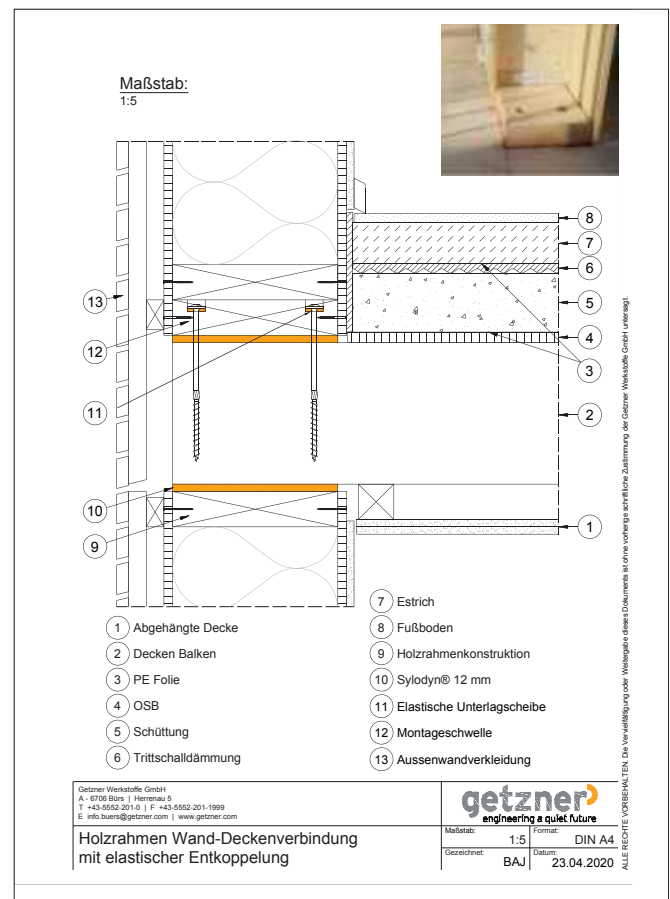 Maßstab:
1:5
8
7
6
5
4
3
2
1
13
12
11
10
9
1 Abgehängte Decke
2 Decken Balken
3 PE Folie
4 OSB
5 Schüttung
6 Trittschalldämmung
7 Estrich
8 Fußboden
9 Holzrahmenkonstruktion
10 Sylodyn® 12 mm
11 Elastische Unterlagscheibe
12 Montageschwelle
13 Aussenwandverkleidung
ALLE RECHTE VORBEHALTEN. Die Vervielfältigung oder Weitergabe dieses Dokuments ist ohne vorherige schriftliche Zustimmung der Getzner Werkstoffe GmbH untersagt.
Getzner Werkstoffe GmbH
A - 6706 Bürs | Herrenau 5
T +43-5552-201-0 | F +43-5552-201-1999
E info.buers@getzner.com | www.getzner.com
getzner
engineering a quiet future
Holzrahmen Wand-Deckenverbindung
mit elastischer Entkoppelung
Maßstab:
1:5
Format:
DIN A4
Gezeichnet:
BAJ
Datum:
23.04.2020